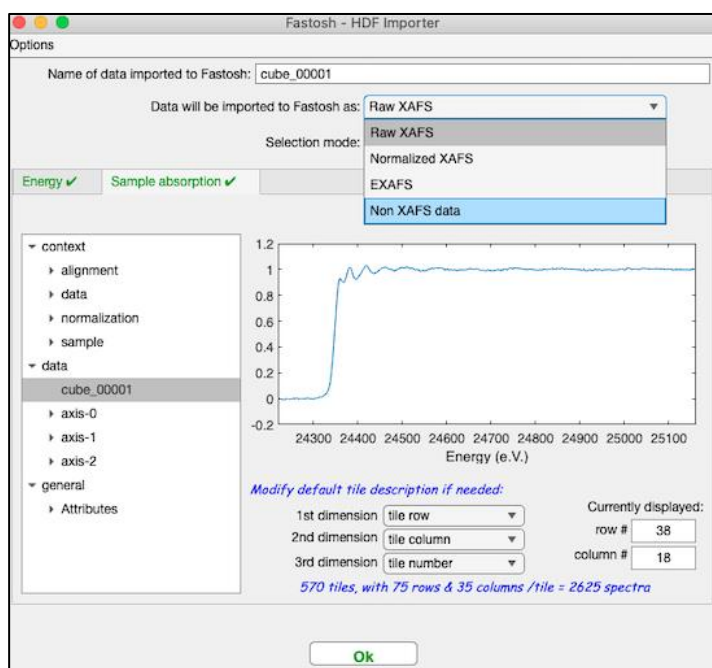 Fastosh - HDF Importer
Options
Name of data imported to Fastosh: cube_00001
Data will be imported to Fastosh as: Raw XAFS
Selection mode:
Raw XAFS
Normalized XAFS
EXAFS
Non XAFS data
Energy ✔ Sample absorption ✔
context
alignment
data
normalization
sample
data
cube_00001
axis-0
axis-1
axis-2
general
Attributes
1.2
1
0.8
0.6
0.4
0.2
0
-0.2
24300 24400 24500 24600 24700 24800 24900 25000 25100
Energy (e.V.)
Modify default tile description if needed:
1st dimension tile row
2nd dimension tile column
3rd dimension tile number
Currently displayed:
row # 38
column # 18
570 tiles, with 75 rows & 35 columns /tile = 2625 spectra
Ok